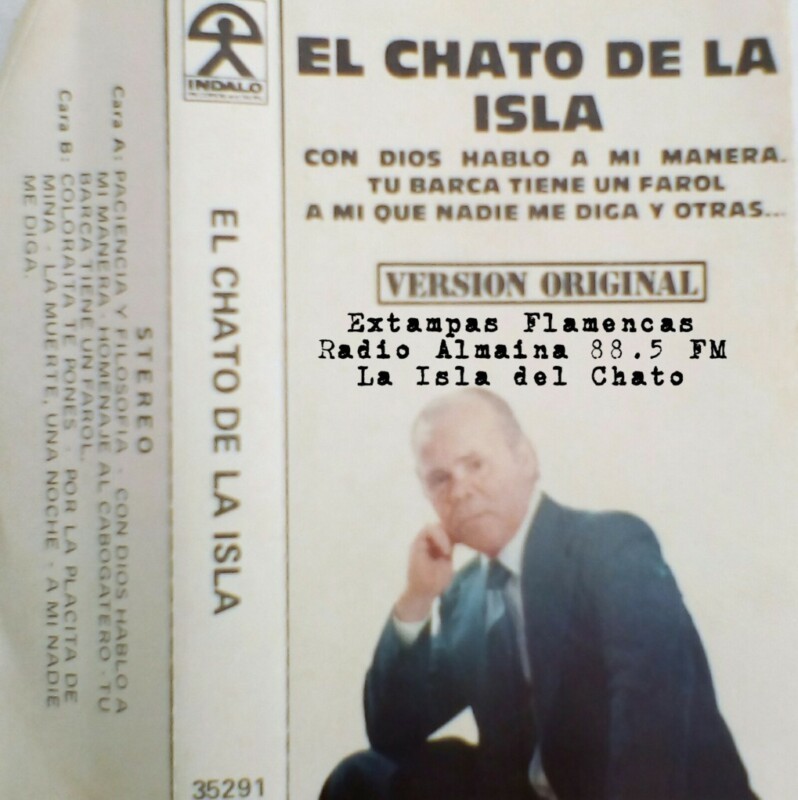 Cara A: PACIENCIA Y FILOSOFIA - CON DIOS HABLO A
MI MANERA - HOMENAJE AL CABOGATERO - TU
BARCA TIENE UN FAROL.
Cara B: COLORAITA TE PONES - POR LA PLACITA DE
MINA - LA MUERTE, UNA NOCHE - A MI NADIE
ME DIGA.
STEREO
INDALO
EL CHATO DE LA ISLA
35291
EL CHATO DE LA
ISLA
CON DIOS HABLO A MI MANERA.
TU BARCA TIENE UN FAROL
A MI QUE NADIE ME DIGA Y OTRAS...
VERSION ORIGINAL
Extampas Flamencas
Radio Almaina 88.5 FM
La Isla del Chato